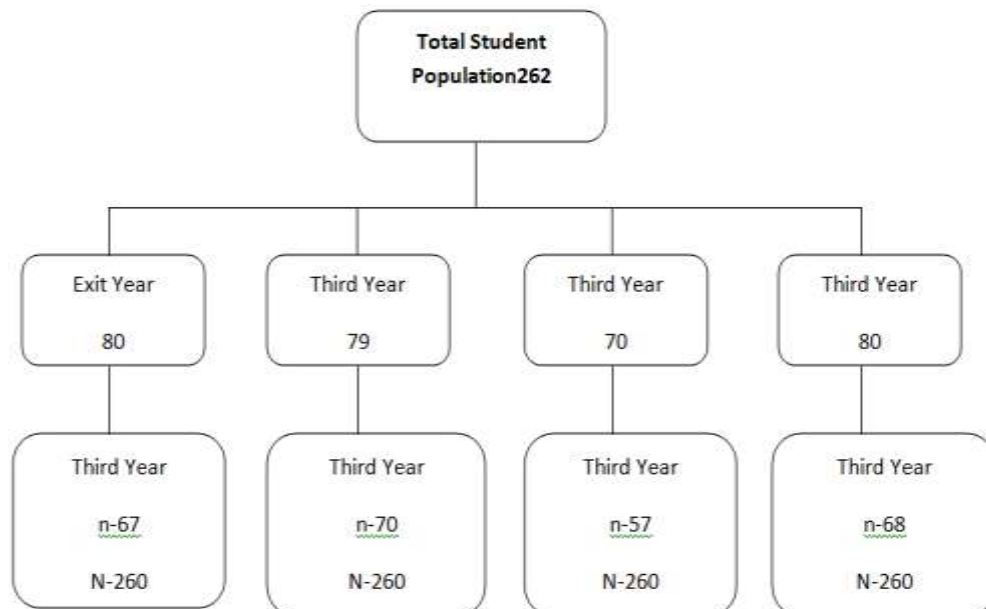 Total Student
Population262
Exit Year
80
Third Year
79
Third Year
70
Third Year
80
Third Year
n-67
N-260
Third Year
n-70
N-260
Third Year
n-57
N-260
Third Year
n-68
N-260